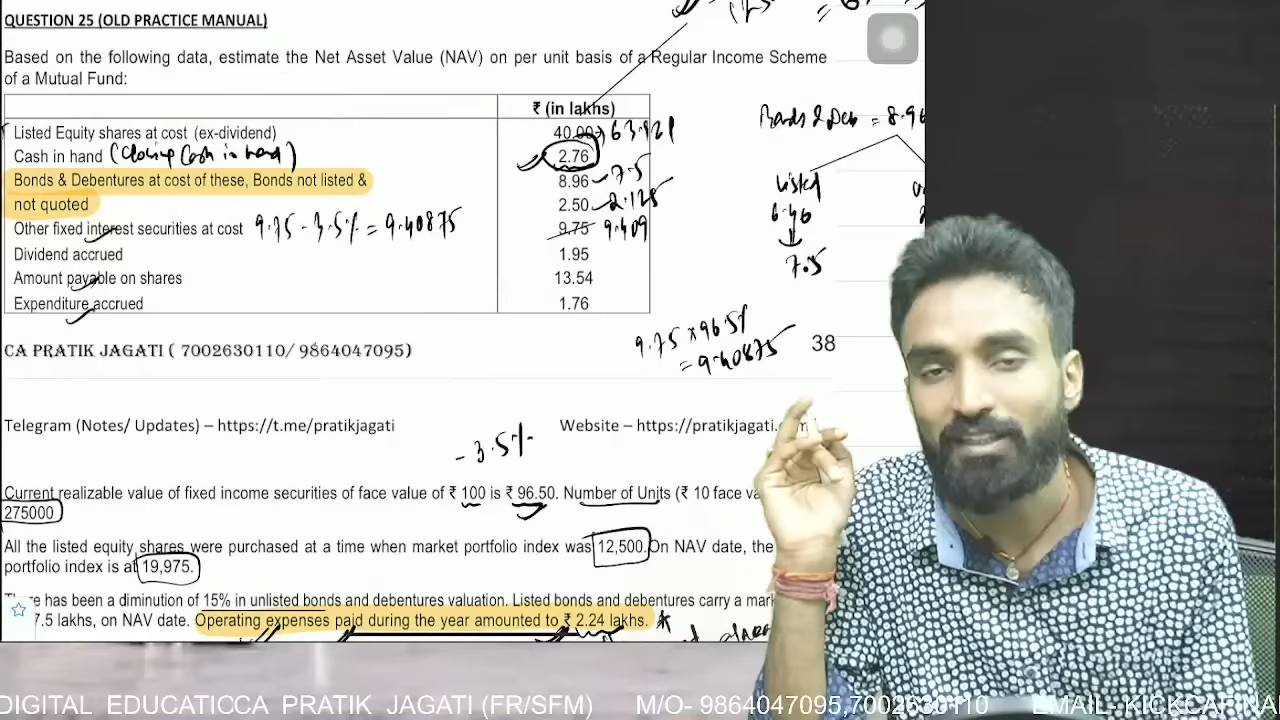 QUESTION 25 (OLD PRACTICE MANUAL)
Based on the following data, estimate the Net Asset Value (NAV) on per unit basis of a Regular Income Scheme
of a Mutual Fund:
₹ (in lakhs)
Listed Equity shares at cost (ex-dividend) 40.00 63.921
Cash in hand (Closing Cash in hand) 2.76
Bonds & Debentures at cost of these, Bonds not listed & 8.96 7.5
not quoted 2.50 2.125
Other fixed interest securities at cost 9.75 - 3.5% = 9.40875 9.75 9.409
Dividend accrued 1.95
Amount payable on shares 13.54
Expenditure accrued 1.76
Bonds & Deb = 8.96
Listed
6.46
7.5
9.75 x 96.5%
= 9.40875
CA PRATIK JAGATI ( 7002630110/ 9864047095)
38
Telegram (Notes/ Updates) – https://t.me/pratikjagati Website – https://pratikjagati.
- 3.5%
Current realizable value of fixed income securities of face value of ₹ 100 is ₹ 96.50. Number of Units (₹ 10 face
275000
All the listed equity shares were purchased at a time when market portfolio index was 12,500. On NAV date, the
portfolio index is at 19,975.
has been a diminution of 15% in unlisted bonds and debentures valuation. Listed bonds and debentures carry a
7.5 lakhs, on NAV date. Operating expenses paid during the year amounted to ₹ 2.24 lakhs. *
DIGITAL EDUCATICCA PRATIK JAGATI (FR/SFM) M/O- 9864047095,7002630110 EMAIL- KICKCAFINA